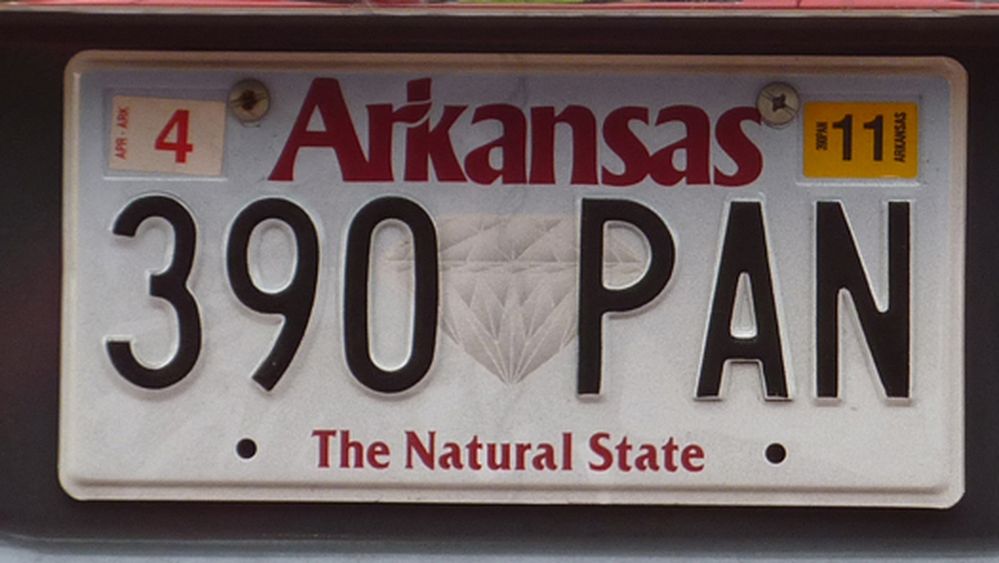 APR - ARK
4
Arkansas
390PAN
11
ARKANSAS
390 PAN
The Natural State